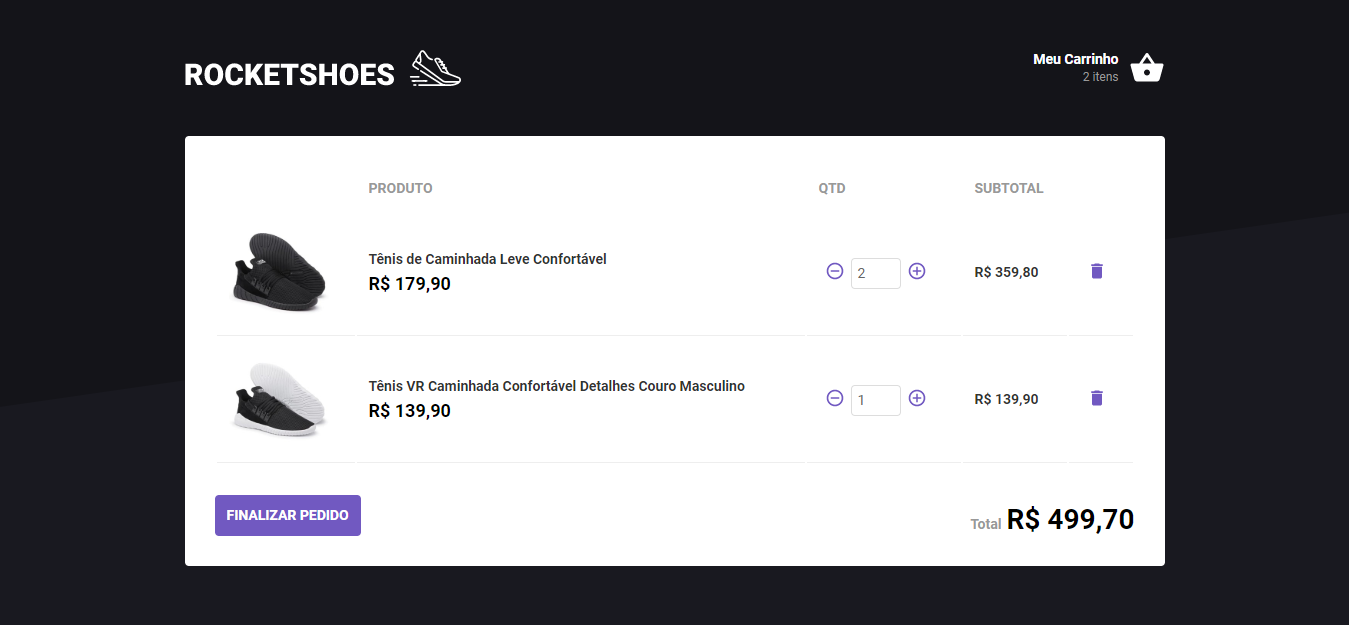 ROCKETSHOES
Meu Carrinho
2 itens
PRODUTO QTD SUBTOTAL
Tênis de Caminhada Leve Confortável
R$ 179,90
2
R$ 359,80
Tênis VR Caminhada Confortável Detalhes Couro Masculino
R$ 139,90
1
R$ 139,90
FINALIZAR PEDIDO
Total R$ 499,70